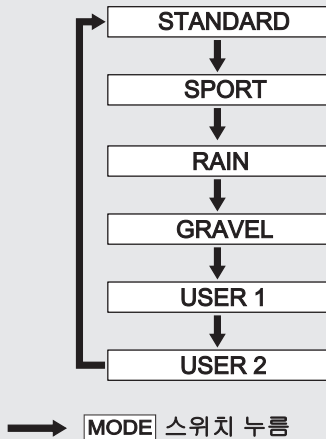 STANDARD
SPORT
RAIN
GRAVEL
USER 1
USER 2
MODE 스위치 누름